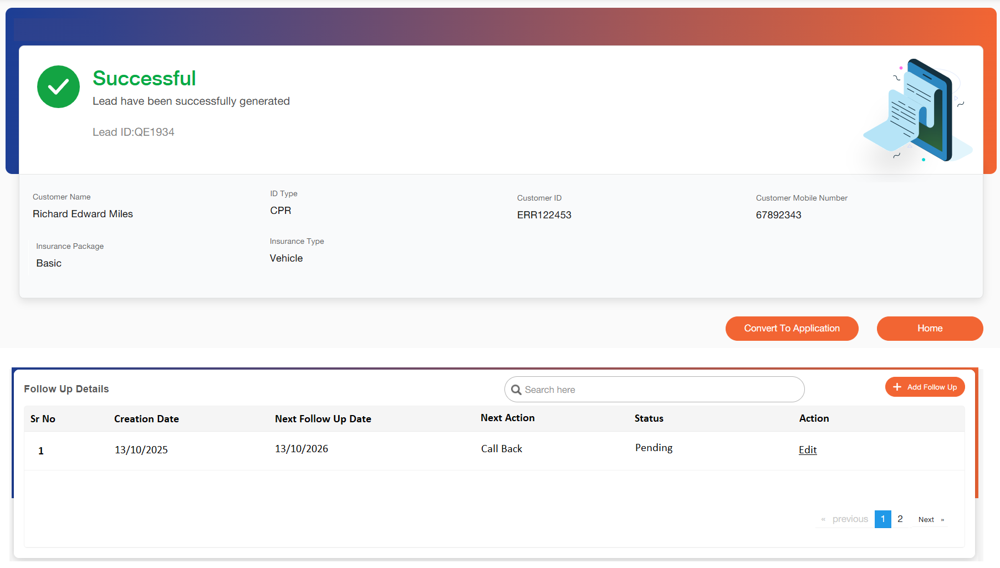 Successful
Lead have been successfully generated
Lead ID:QE1934
Customer Name
ID Type
Customer ID
Customer Mobile Number
Richard Edward Miles
CPR
ERR122453
67892343
Insurance Package
Insurance Type
Basic
Vehicle
Convert To Application
Home
Follow Up Details
Search here
+ Add Follow Up
Sr No Creation Date Next Follow Up Date Next Action Status Action
1 13/10/2025 13/10/2026 Call Back Pending Edit
« previous 1 2 Next »